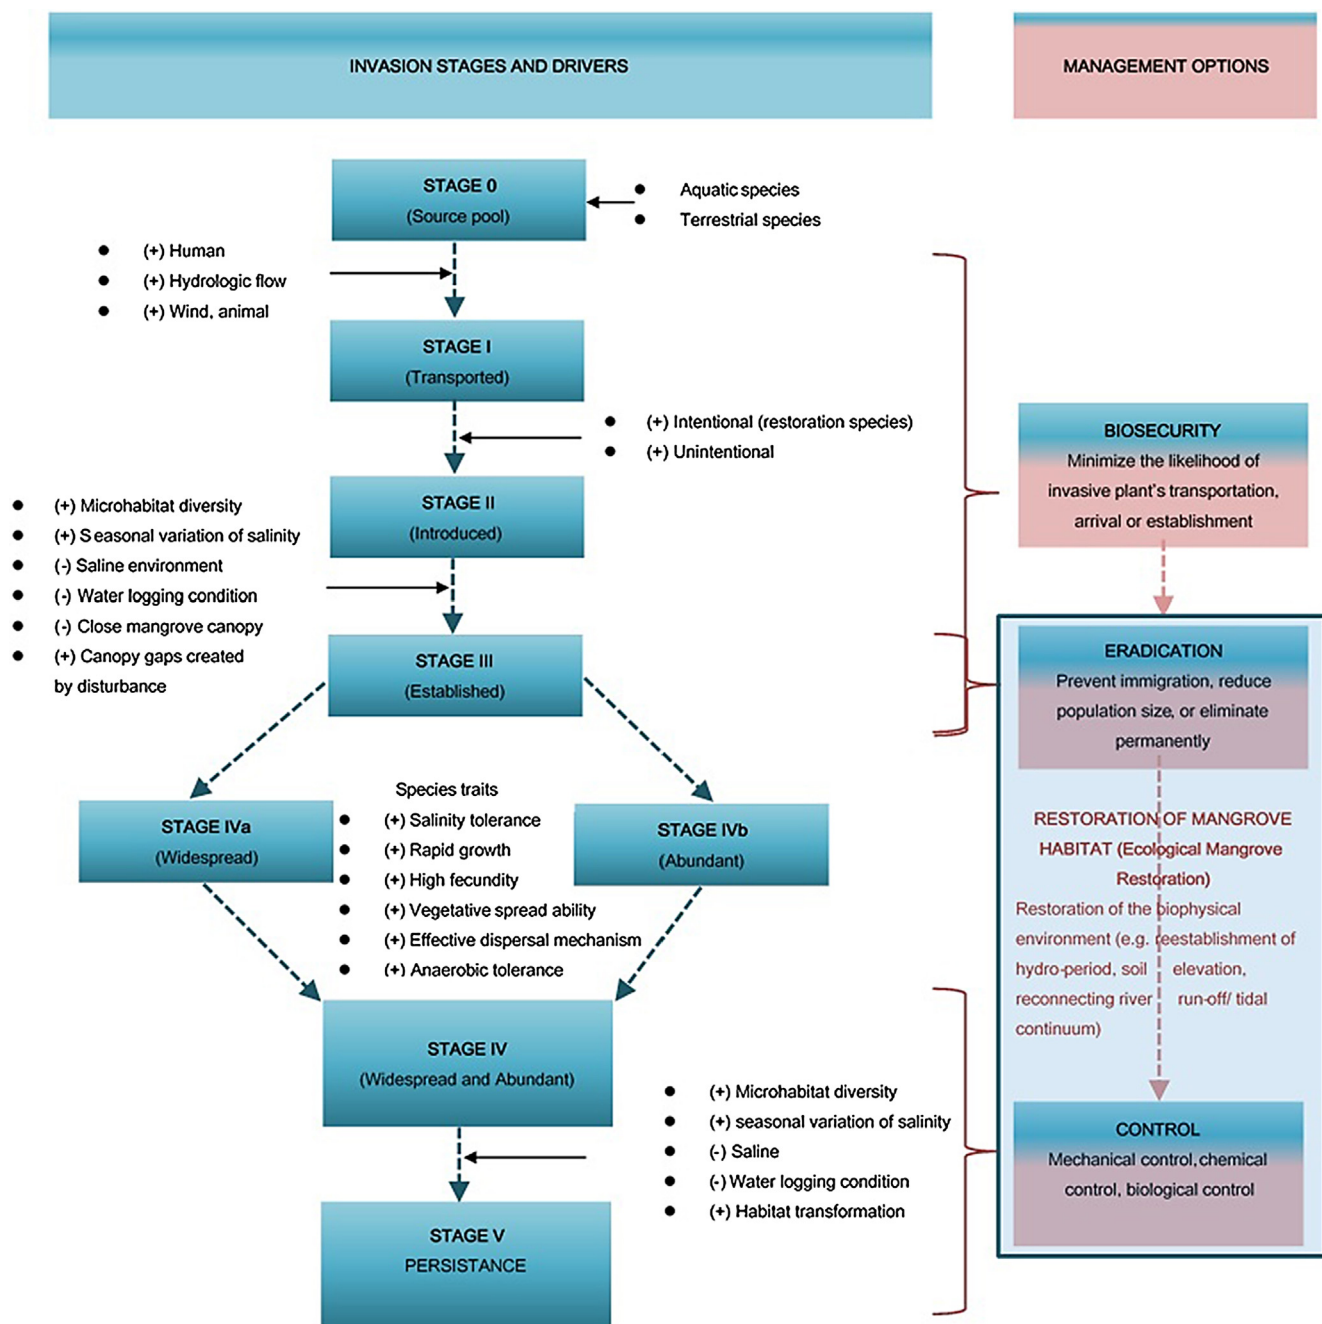 INVASION STAGES AND DRIVERS
MANAGEMENT OPTIONS
STAGE 0
(Source pool)
● Aquatic species
● Terrestrial species
● (+) Human
● (+) Hydrologic flow
● (+) Wind, animal
STAGE I
(Transported)
● (+) Intentional (restoration species)
● (+) Unintentional
STAGE II
(Introduced)
● (+) Microhabitat diversity
● (+) Seasonal variation of salinity
● (-) Saline environment
● (-) Water logging condition
● (-) Close mangrove canopy
● (+) Canopy gaps created
by disturbance
STAGE III
(Established)
STAGE IVa
(Widespread)
Species traits
● (+) Salinity tolerance
● (+) Rapid growth
● (+) High fecundity
● (+) Vegetative spread ability
● (+) Effective dispersal mechanism
● (+) Anaerobic tolerance
STAGE IVb
(Abundant)
STAGE IV
(Widespread and Abundant)
● (+) Microhabitat diversity
● (+) seasonal variation of salinity
● (-) Saline
● (-) Water logging condition
● (+) Habitat transformation
STAGE V
PERSISTANCE
BIOSECURITY
Minimize the likelihood of
invasive plant's transportation,
arrival or establishment
ERADICATION
Prevent immigration, reduce
population size, or eliminate
permanently
RESTORATION OF MANGROVE
HABITAT (Ecological Mangrove
Restoration)
Restoration of the biophysical
environment (e.g. reestablishment of
hydro-period, soil elevation,
reconnecting river run-off/ tidal
continuum)
CONTROL
Mechanical control, chemical
control, biological control